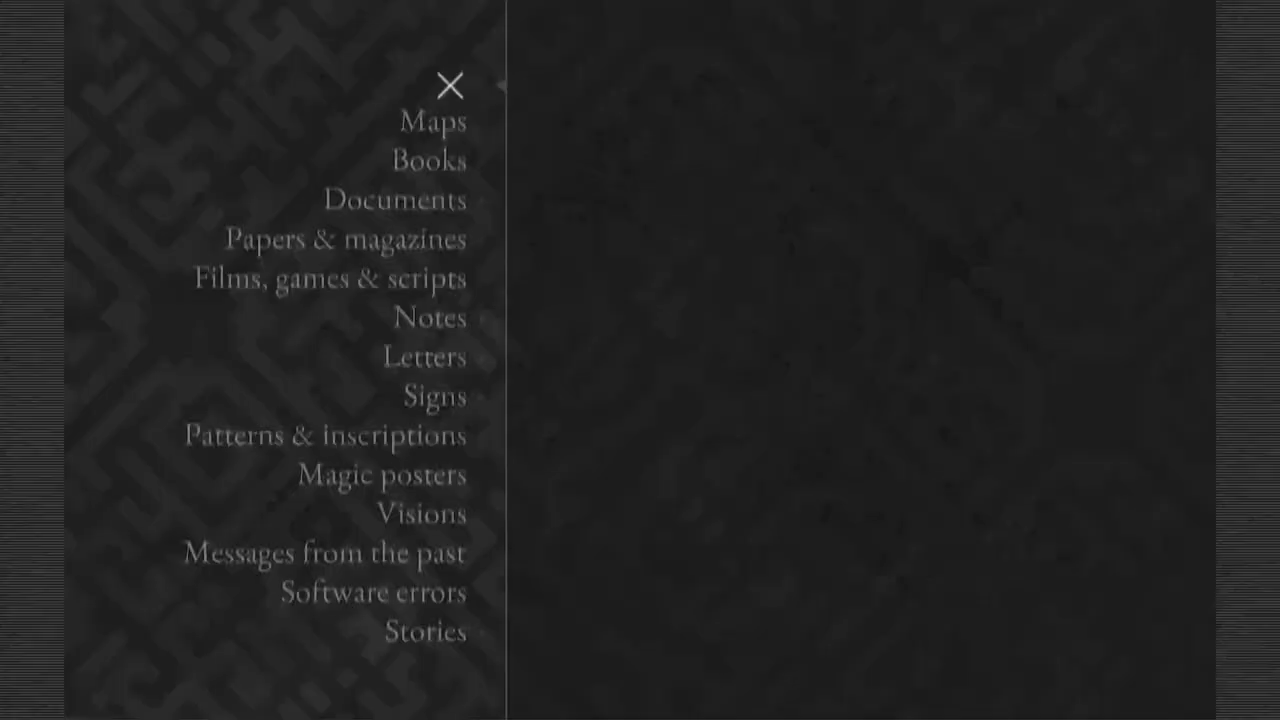 Maps
Books
Documents
Papers & magazines
Films, games & scripts
Notes
Letters
Signs
Patterns & inscriptions
Magic posters
Visions
Messages from the past
Software errors
Stories